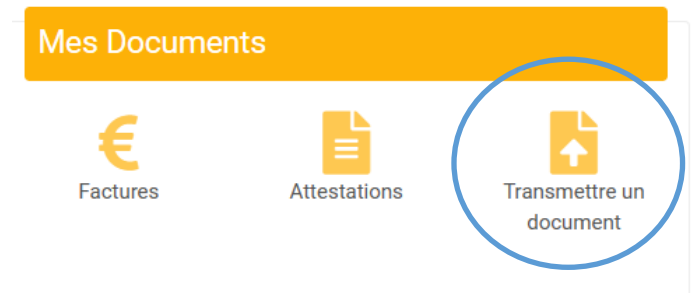 Mes Documents
Factures
Attestations
Transmettre un
document